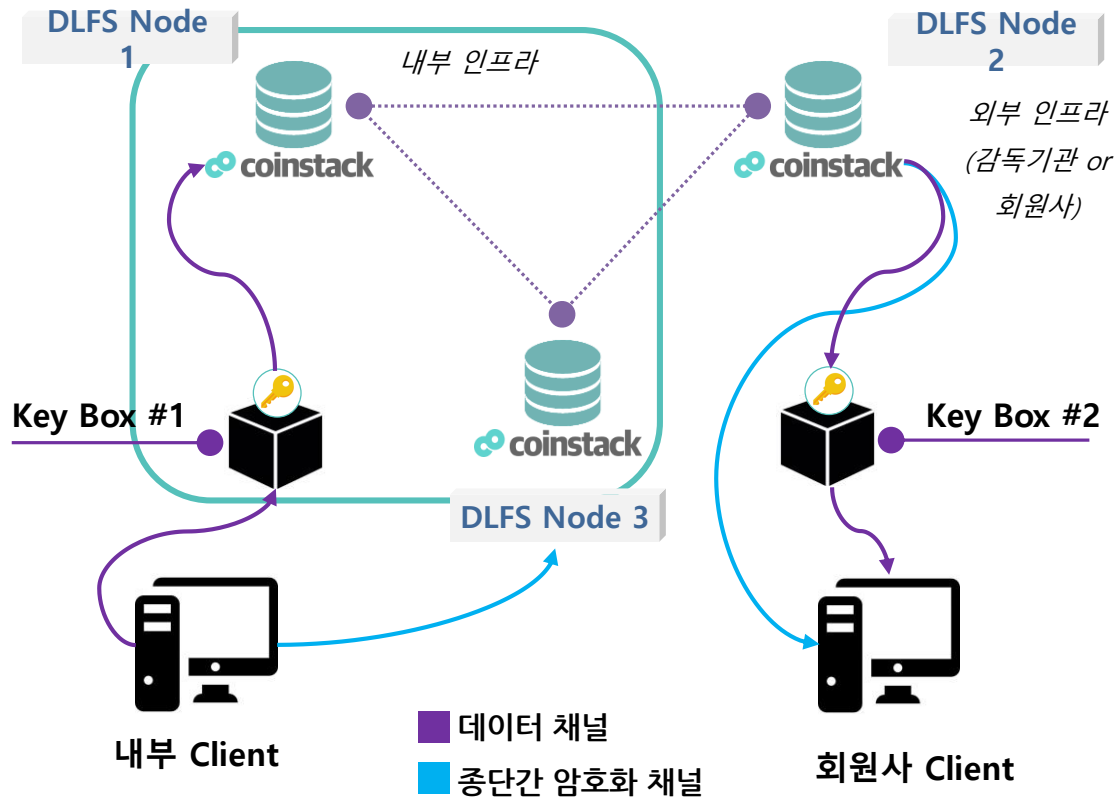 DLFS Node
1
내부 인프라
DLFS Node
2
외부 인프라
(감독기관 or
회원사)
coinstack
coinstack
Key Box #1
coinstack
Key Box #2
DLFS Node 3
내부 Client
데이터 채널
종단간 암호화 채널
회원사 Client